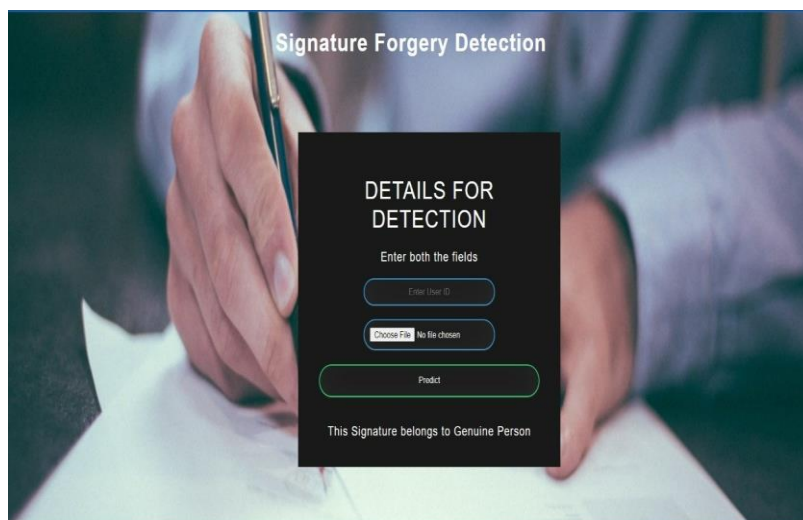 Signature Forgery Detection
DETAILS FOR
DETECTION
Enter both the fields
Enter User ID
Choose File No file chosen
Predict
This Signature belongs to Genuine Person